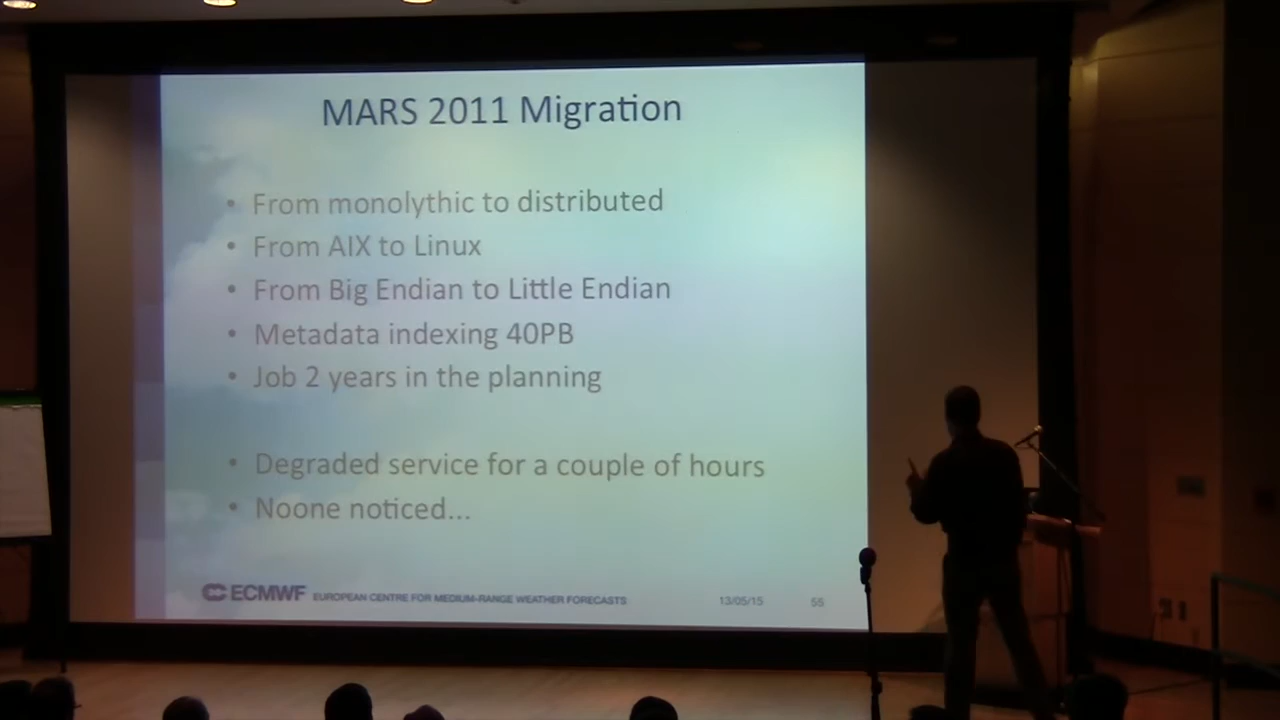 MARS 2011 Migration
• From monolythic to distributed
• From AIX to Linux
• From Big Endian to Little Endian
• Metadata indexing 40PB
• Job 2 years in the planning
• Degraded service for a couple of hours
• Noone noticed...
ECMWF EUROPEAN CENTRE FOR MEDIUM-RANGE WEATHER FORECASTS 13/05/15 55